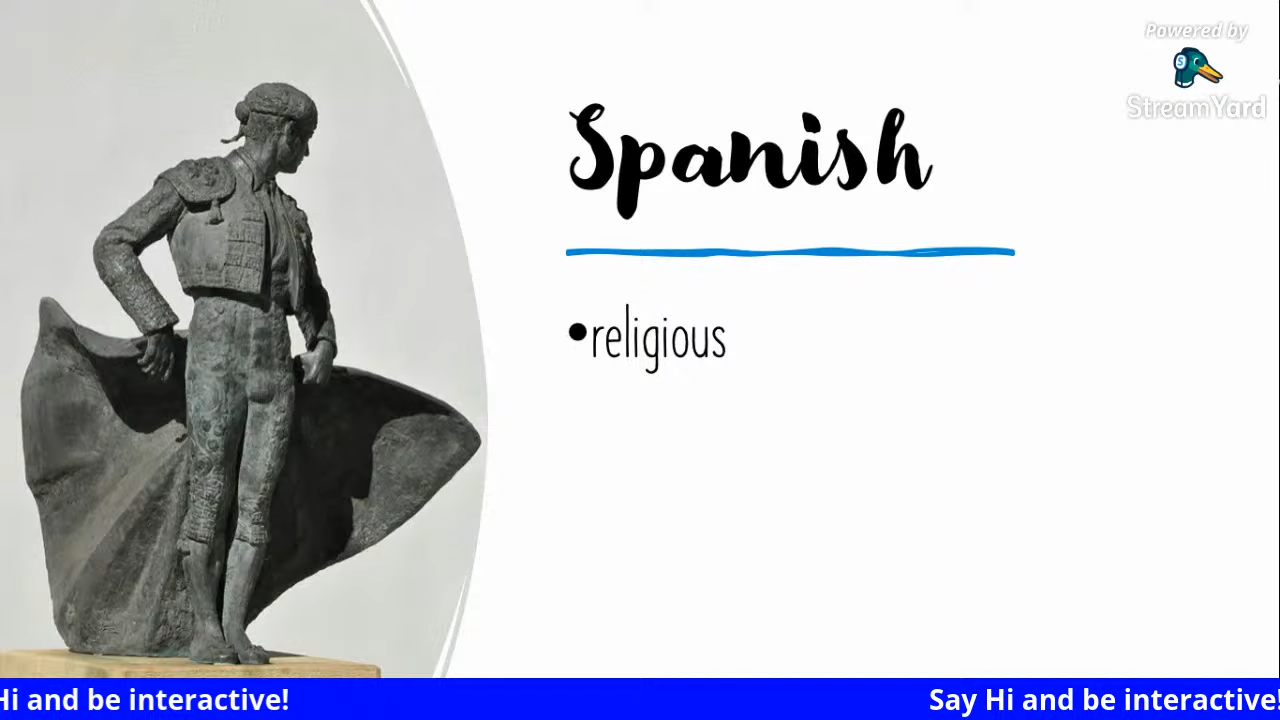 Powered by
StreamYard
Spanish
•religious
Hi and be interactive! Say Hi and be interactive!